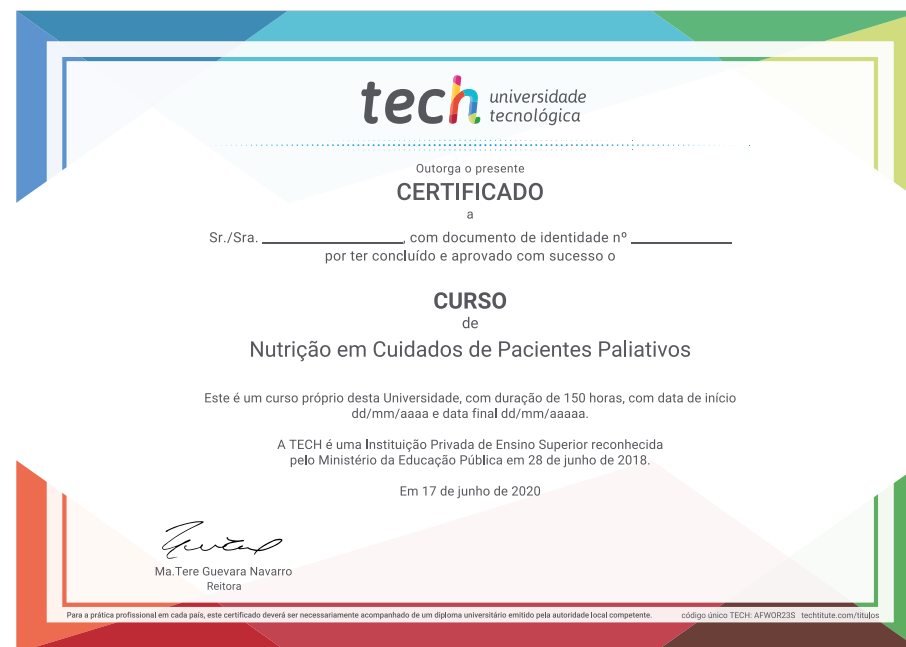 tech universidade
tecnológica
Outorga o presente
CERTIFICADO
a
Sr./Sra. ____________, com documento de identidade nº ____________
por ter concluído e aprovado com sucesso o
CURSO
de
Nutrição em Cuidados de Pacientes Paliativos
Este é um curso próprio desta Universidade, com duração de 150 horas, com data de início
dd/mm/aaaa e data final dd/mm/aaaaa.
A TECH é uma Instituição Privada de Ensino Superior reconhecida
pelo Ministério da Educação Pública em 28 de junho de 2018.
Em 17 de junho de 2020
Ma.Tere Guevara Navarro
Reitora
Para a prática profissional em cada país, este certificado deverá ser necessariamente acompanhado de um diploma universitário emitido pela autoridade local competente. código único TECH: AFWOR23S techtitute.com/titulos